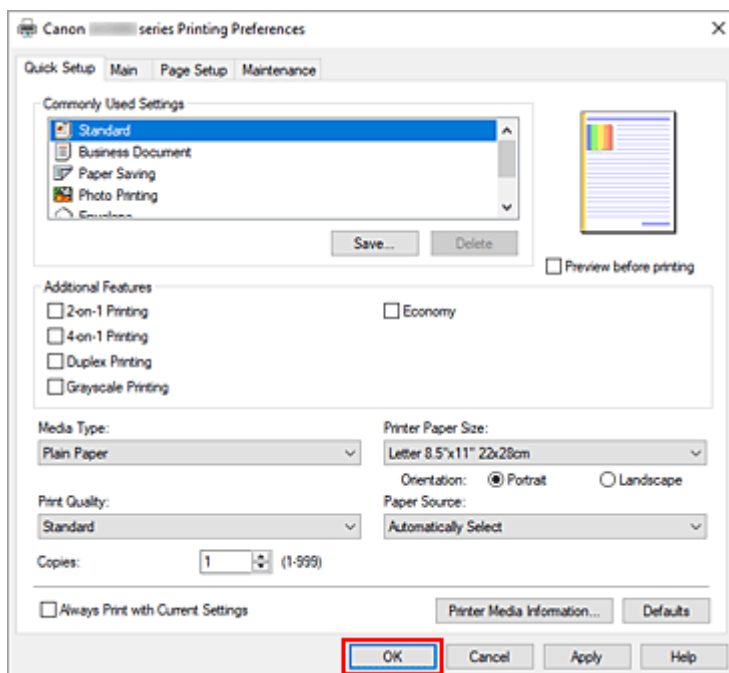 Canon series Printing Preferences
Quick Setup Main Page Setup Maintenance
Commonly Used Settings
Standard
Business Document
Paper Saving
Photo Printing
Envelope
Save... Delete
Preview before printing
Additional Features
2-on-1 Printing Economy
4-on-1 Printing
Duplex Printing
Grayscale Printing
Media Type: Printer Paper Size:
Plain Paper Letter 8.5"x11" 22x28cm
Orientation: Portrait Landscape
Print Quality: Paper Source:
Standard Automatically Select
Copies: 1 (1-999)
Always Print with Current Settings Printer Media Information... Defaults
OK Cancel Apply Help